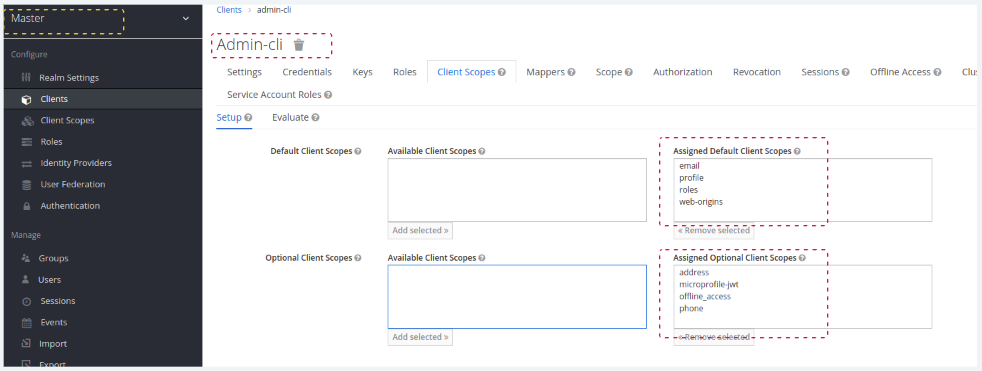 Master
Configure
Realm Settings
Clients
Client Scopes
Roles
Identity Providers
User Federation
Authentication
Manage
Groups
Users
Sessions
Events
Import
Export
Clients > admin-cli
Admin-cli
Settings Credentials Keys Roles Client Scopes Mappers Scope Authorization Revocation Sessions Offline Access Clus
Service Account Roles
Setup Evaluate
Default Client Scopes Available Client Scopes Assigned Default Client Scopes
email
profile
roles
web-origins
Add selected » « Remove selected
Optional Client Scopes Available Client Scopes Assigned Optional Client Scopes
address
microprofile-jwt
offline_access
phone
Add selected » « Remove selected